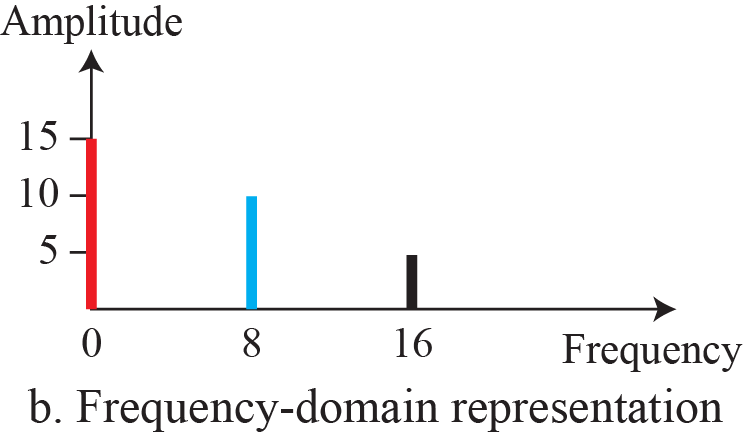 Amplitude
15
10
5
0 8 16 Frequency
b. Frequency-domain representation